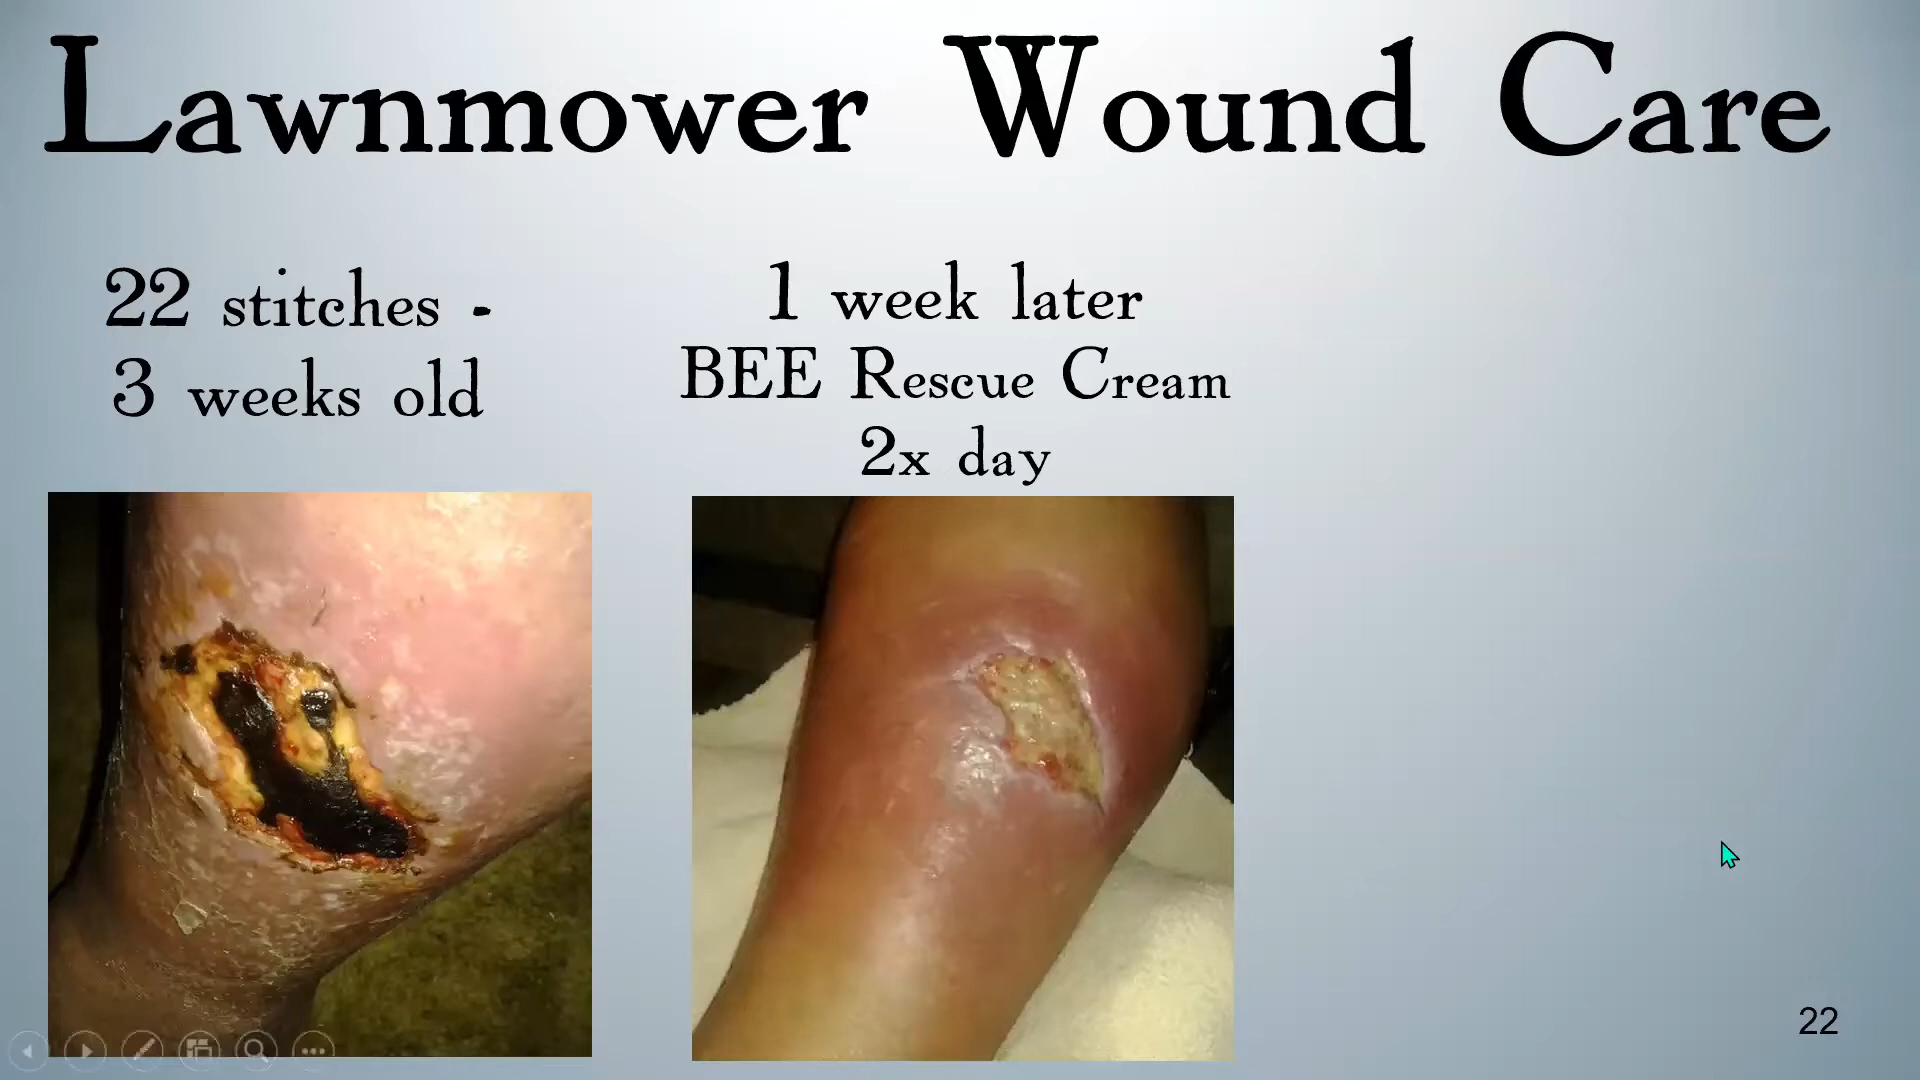 Lawnmower Wound Care
22 stitches -
3 weeks old
1 week later
BEE Rescue Cream
2x day
22